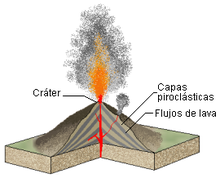 Cráter
Capas
piroclásticas
Flujos de lava